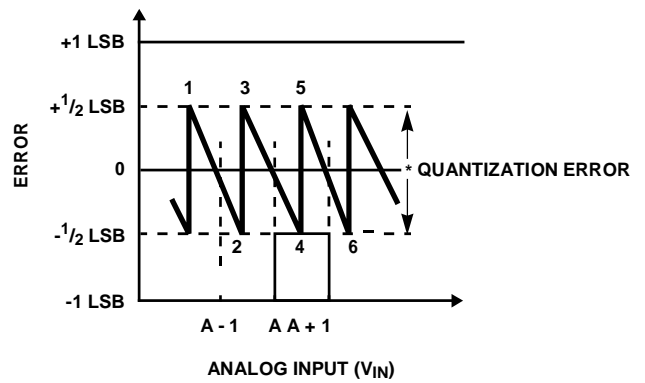 +1 LSB
1 3 5
+1/2 LSB
ERROR
0
* QUANTIZATION ERROR
-1/2 LSB
2 4 6
-1 LSB
A - 1 A A + 1
ANALOG INPUT (VIN)